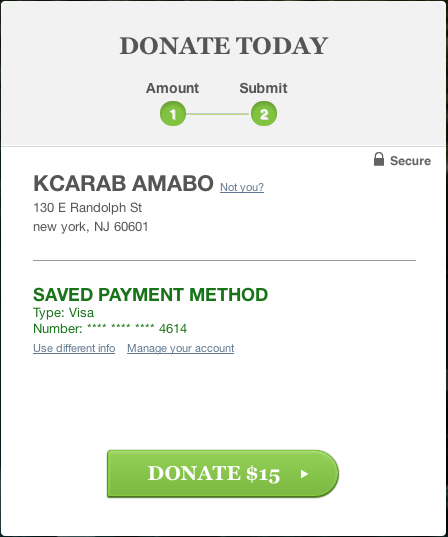 DONATE TODAY
Amount Submit
1 2
Secure
KCARAB AMABO Not you?
130 E Randolph St
new york, NJ 60601
SAVED PAYMENT METHOD
Type: Visa
Number: **** **** **** 4614
Use different info Manage your account
DONATE $15